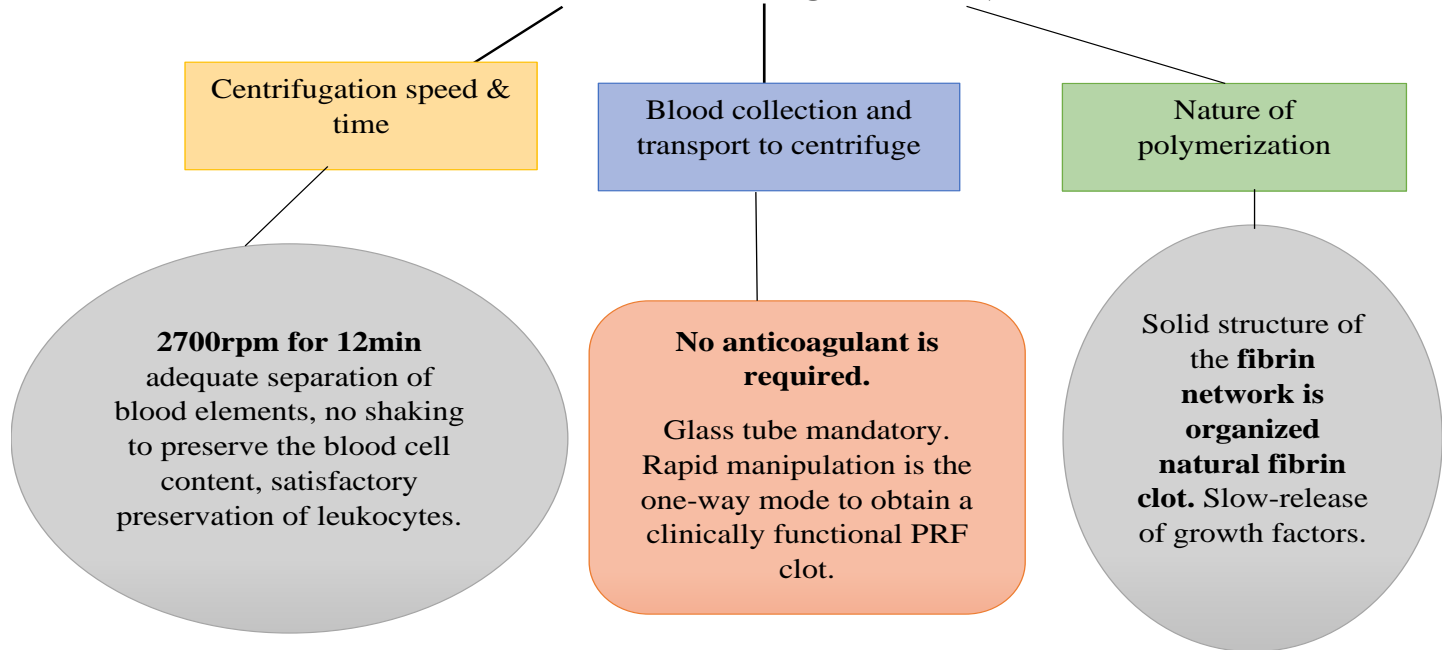 Centrifugation speed &
time
Blood collection and
transport to centrifuge
Nature of
polymerization
2700rpm for 12min
adequate separation of
blood elements, no shaking
to preserve the blood cell
content, satisfactory
preservation of leukocytes.
No anticoagulant is
required.
Glass tube mandatory.
Rapid manipulation is the
one-way mode to obtain a
clinically functional PRF
clot.
Solid structure of
the fibrin
network is
organized
natural fibrin
clot. Slow-release
of growth factors.